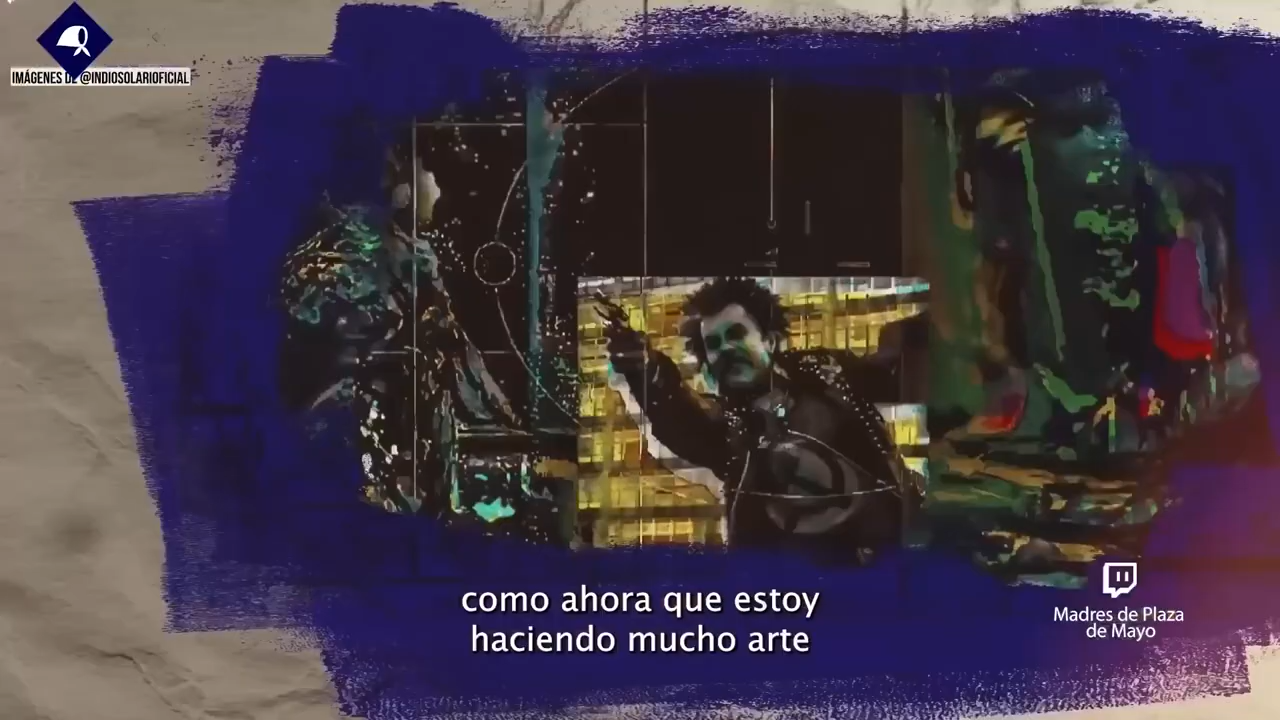 IMÁGENES DE @INDIOSOLARIOFICIAL
como ahora que estoy
haciendo mucho arte
Madres de Plaza
de Mayo